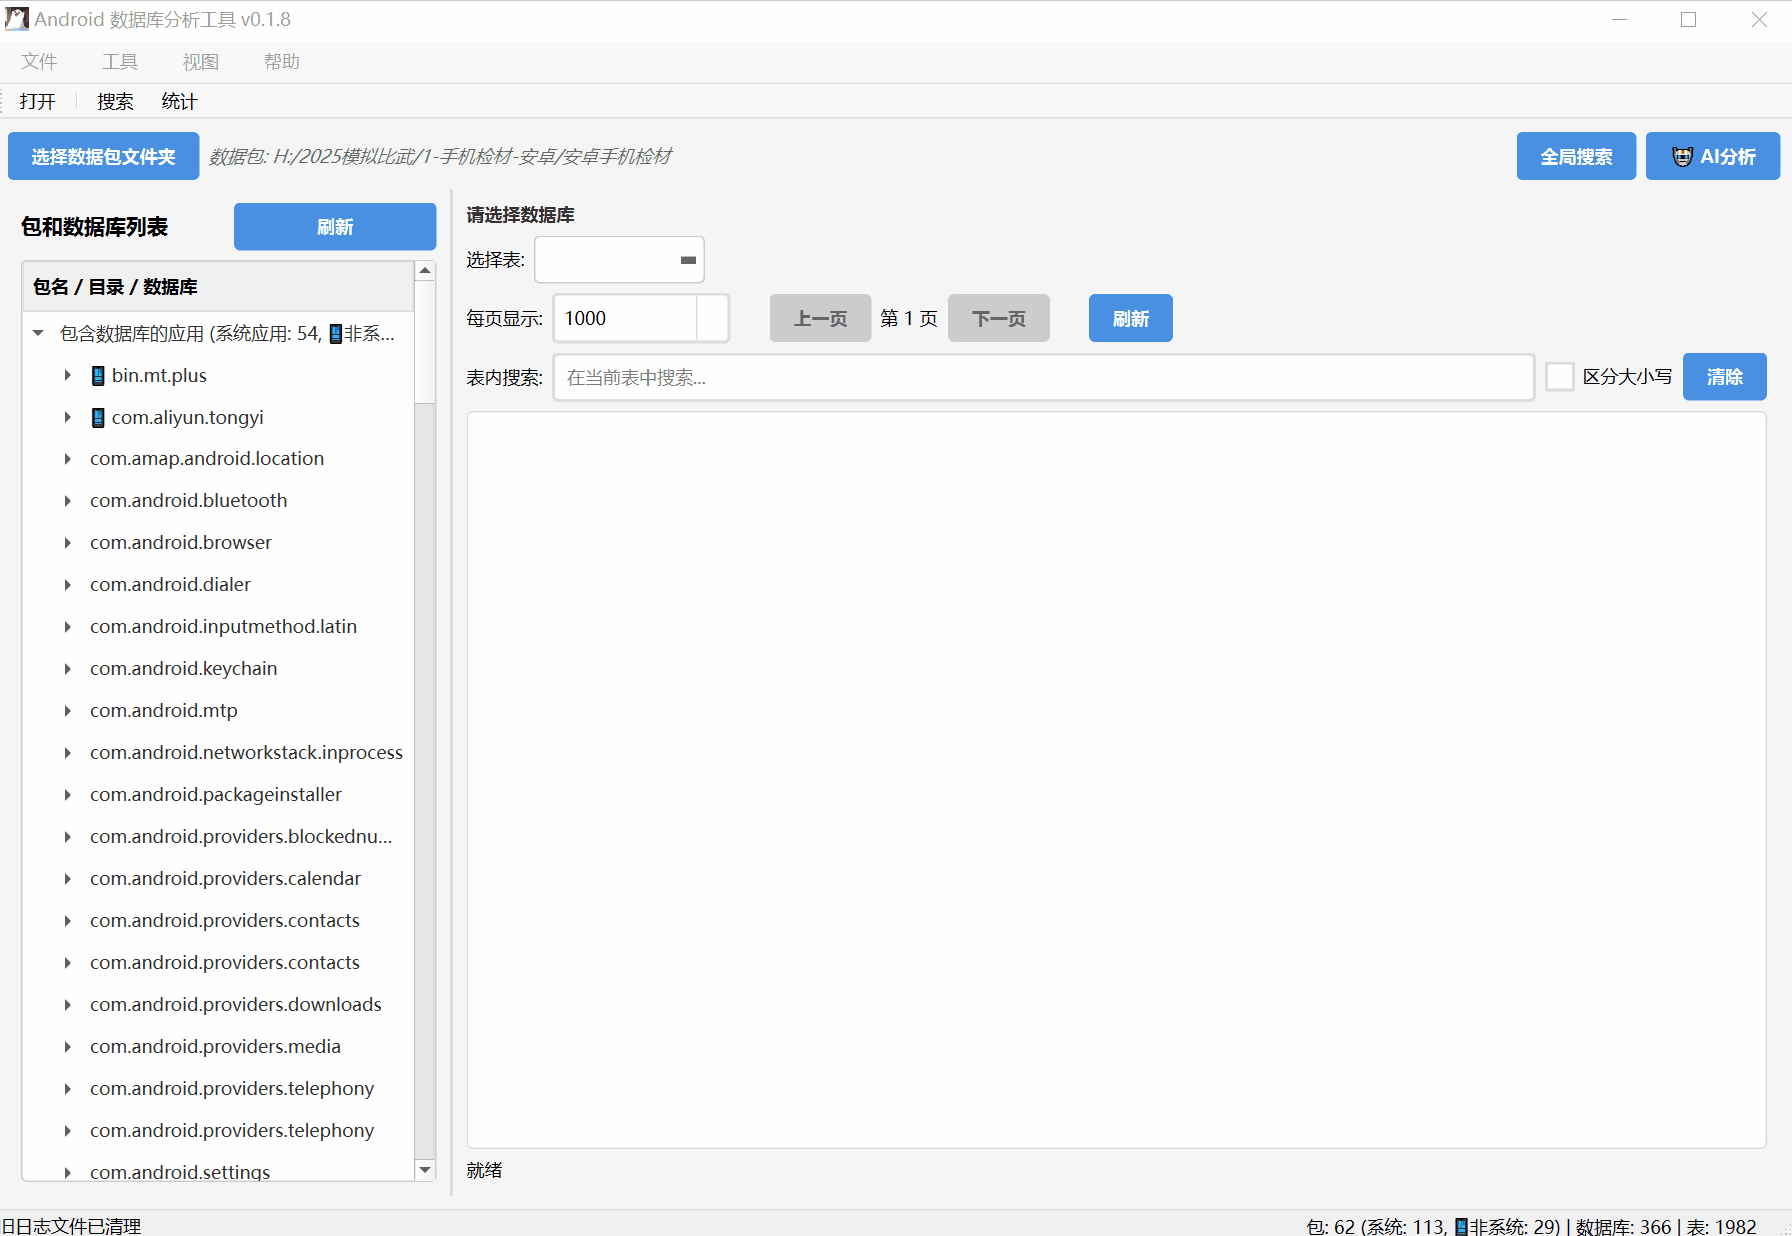 Android 数据库分析工具 v0.1.8
文件 工具 视图 帮助
打开 搜索 统计
选择数据包文件夹 数据包: H:/2025模拟比武/1-手机检材-安卓/安卓手机检材 全局搜索 AI分析
包和数据库列表 刷新
包名 / 目录 / 数据库
包含数据库的应用 (系统应用: 54, 非系...
bin.mt.plus
com.aliyun.tongyi
com.amap.android.location
com.android.bluetooth
com.android.browser
com.android.dialer
com.android.inputmethod.latin
com.android.keychain
com.android.mtp
com.android.networkstack.inprocess
com.android.packageinstaller
com.android.providers.blockednu...
com.android.providers.calendar
com.android.providers.contacts
com.android.providers.contacts
com.android.providers.downloads
com.android.providers.media
com.android.providers.telephony
com.android.providers.telephony
com.android.settings
请选择数据库
选择表:
每页显示: 1000 上一页 第 1 页 下一页 刷新
表内搜索: 在当前表中搜索... 区分大小写 清除
就绪
旧日志文件已清理
包: 62 (系统: 113, 非系统: 29) | 数据库: 366 | 表: 1982